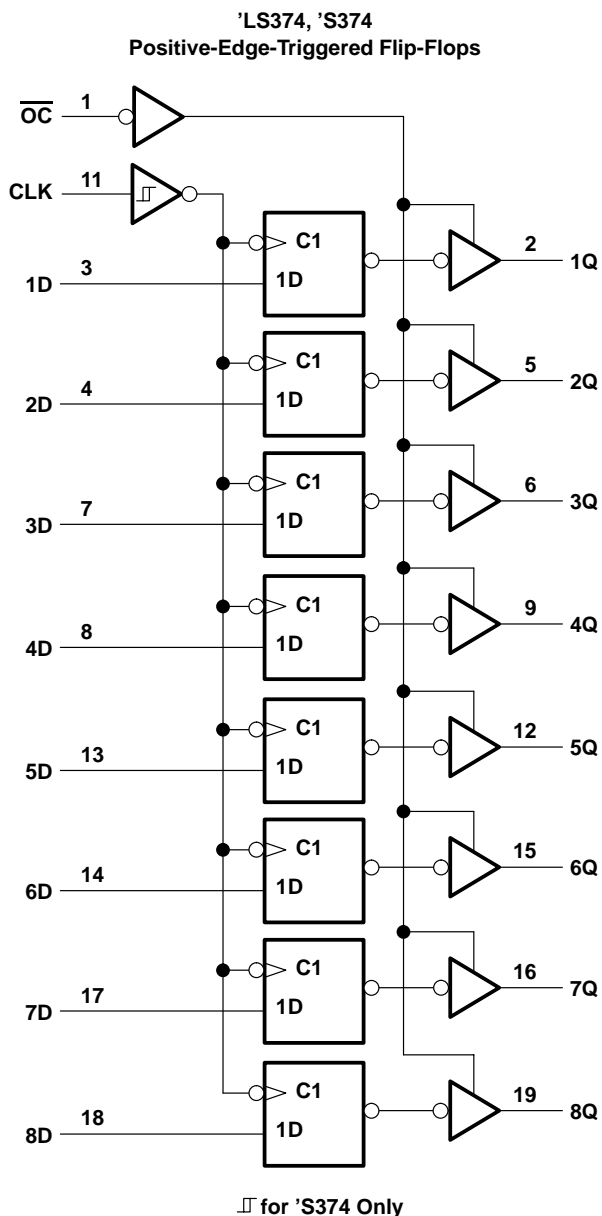 ’LS374, ’S374
Positive-Edge-Triggered Flip-Flops
OC 1
CLK 11
C1
1D 3 1D 2 1Q
C1
2D 4 1D 5 2Q
C1
3D 7 1D 6 3Q
C1
4D 8 1D 9 4Q
C1
5D 13 1D 12 5Q
C1
6D 14 1D 15 6Q
C1
7D 17 1D 16 7Q
C1
8D 18 1D 19 8Q
for ’S374 Only